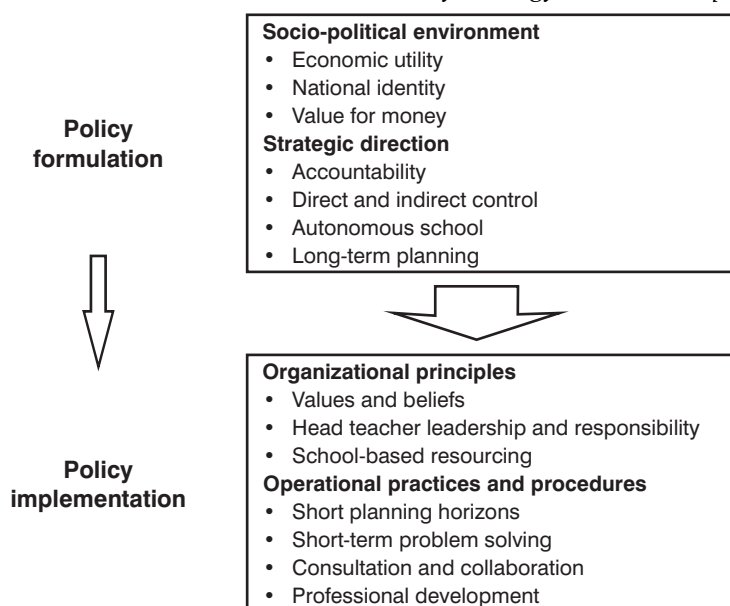 Socio-political environment
• Economic utility
• National identity
• Value for money
Strategic direction
• Accountability
• Direct and indirect control
• Autonomous school
• Long-term planning
Policy
formulation
Organizational principles
• Values and beliefs
• Head teacher leadership and responsibility
• School-based resourcing
Operational practices and procedures
• Short planning horizons
• Short-term problem solving
• Consultation and collaboration
• Professional development
Policy
implementation